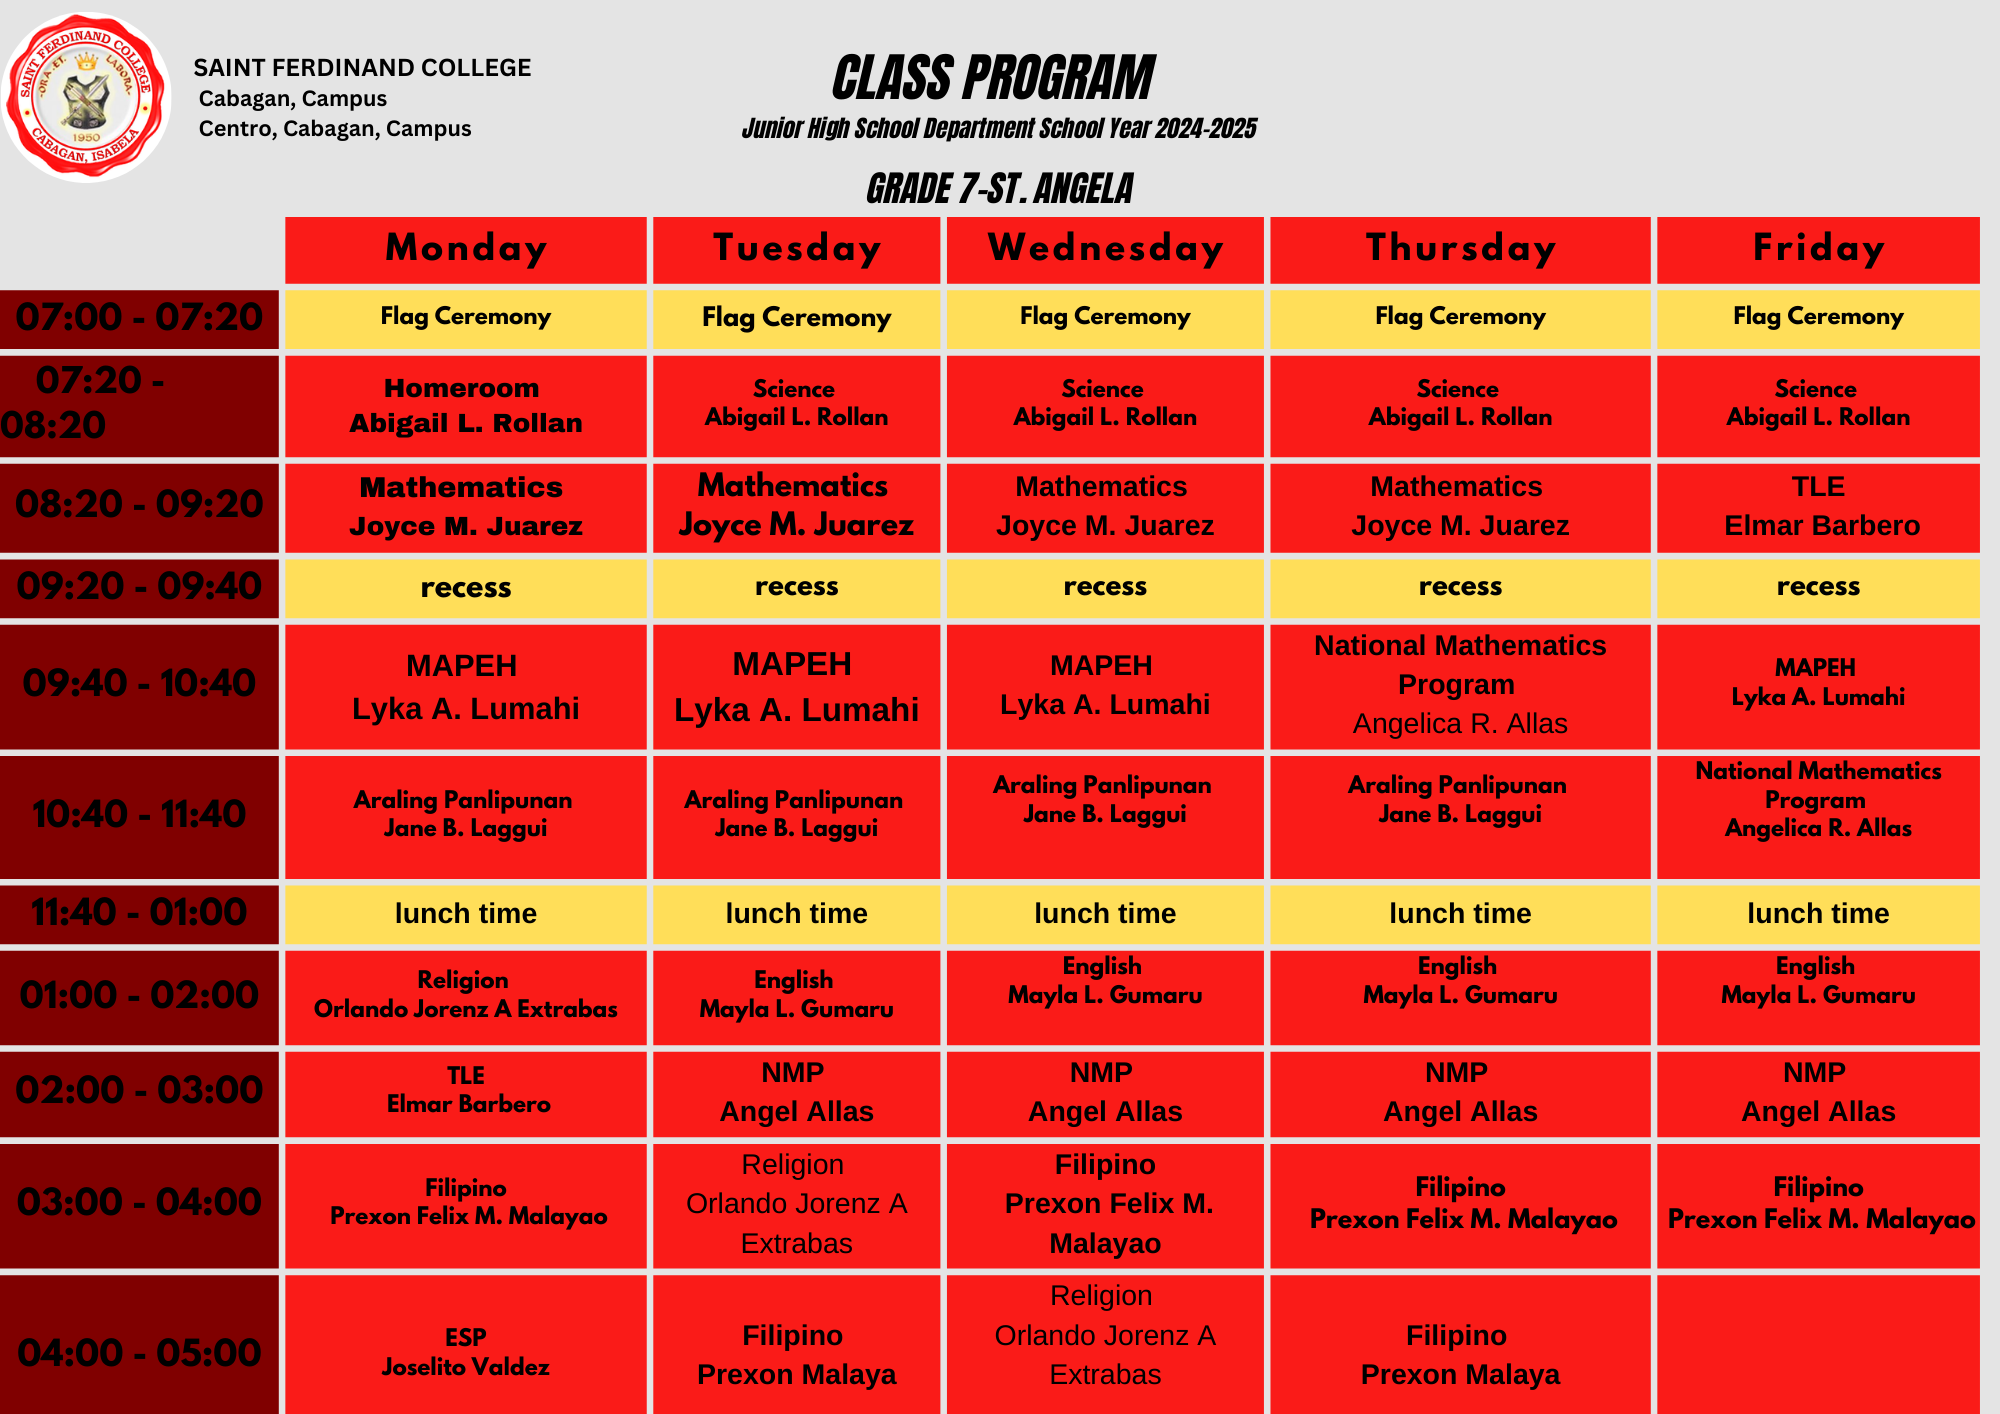 SAINT FERDINAND COLLEGE
ORA ET LABORA
1950
CABAGAN, ISABELA
SAINT FERDINAND COLLEGE
Cabagan, Campus
Centro, Cabagan, Campus
CLASS PROGRAM
Junior High School Department School Year 2024-2025
GRADE 7-ST. ANGELA
Monday Tuesday Wednesday Thursday Friday
07:00 - 07:20 Flag Ceremony Flag Ceremony Flag Ceremony Flag Ceremony Flag Ceremony
07:20 -
08:20
Homeroom Science Science Science Science
Abigail L. Rollan Abigail L. Rollan Abigail L. Rollan Abigail L. Rollan Abigail L. Rollan
08:20 - 09:20
Mathematics Mathematics Mathematics Mathematics TLE
Joyce M. Juarez Joyce M. Juarez Joyce M. Juarez Joyce M. Juarez Elmar Barbero
09:20 - 09:40 recess recess recess recess recess
09:40 - 10:40
MAPEH
Lyka A. Lumahi
MAPEH
Lyka A. Lumahi
MAPEH
Lyka A. Lumahi
National Mathematics
Program
Angelica R. Allas
MAPEH
Lyka A. Lumahi
10:40 - 11:40
Araling Panlipunan
Jane B. Laggui
Araling Panlipunan
Jane B. Laggui
Araling Panlipunan
Jane B. Laggui
Araling Panlipunan
Jane B. Laggui
National Mathematics
Program
Angelica R. Allas
11:40 - 01:00 lunch time lunch time lunch time lunch time lunch time
01:00 - 02:00
Religion
Orlando Jorenz A Extrabas
English
Mayla L. Gumaru
English
Mayla L. Gumaru
English
Mayla L. Gumaru
English
Mayla L. Gumaru
02:00 - 03:00
TLE
Elmar Barbero
NMP
Angel Allas
NMP
Angel Allas
NMP
Angel Allas
NMP
Angel Allas
03:00 - 04:00
Filipino
Prexon Felix M. Malayao
Religion
Orlando Jorenz A
Extrabas
Filipino
Prexon Felix M.
Malayao
Filipino
Prexon Felix M. Malayao
Filipino
Prexon Felix M. Malayao
04:00 - 05:00
ESP
Joselito Valdez
Filipino
Prexon Malaya
Religion
Orlando Jorenz A
Extrabas
Filipino
Prexon Malaya